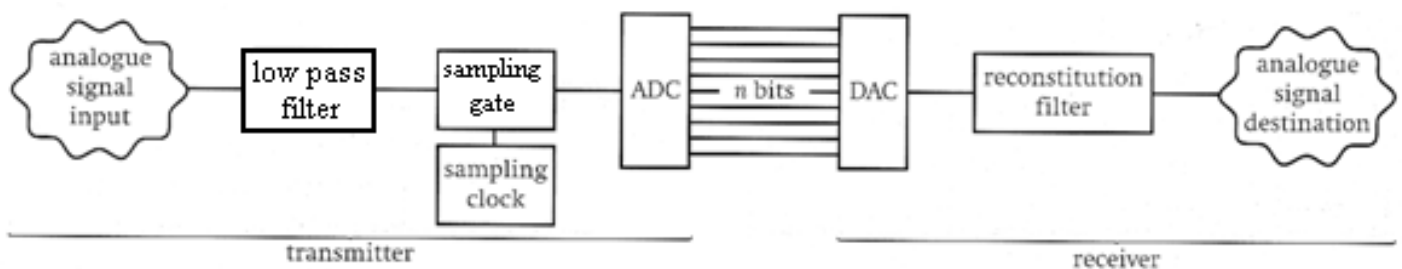 analogue
signal
input
low pass
filter
sampling
gate
sampling
clock
ADC
n bits
DAC
reconstitution
filter
analogue
signal
destination
transmitter
receiver